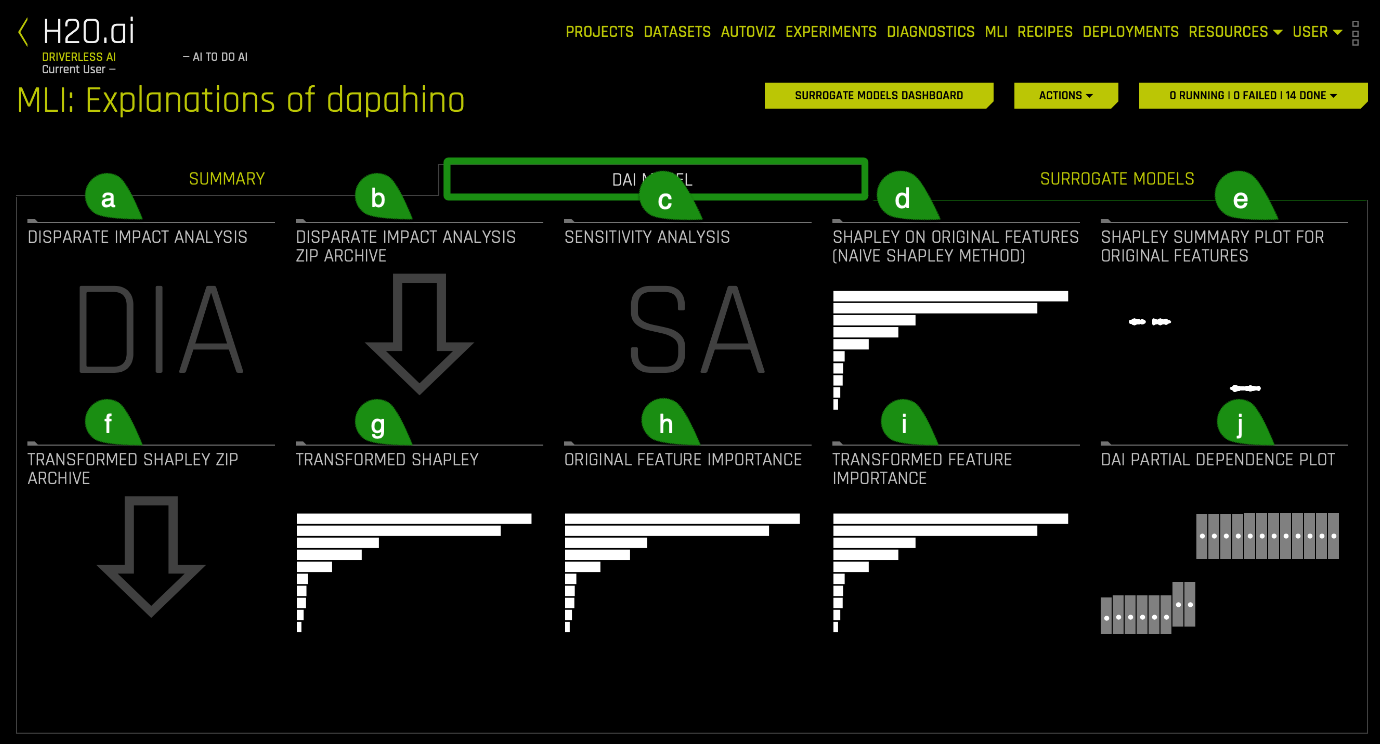 H2O.ai
DRIVERLESS AI — AI TO DO AI
Current User —
PROJECTS DATASETS AUTOVIZ EXPERIMENTS DIAGNOSTICS MLI RECIPES DEPLOYMENTS RESOURCES USER
MLI: Explanations of dapahino
SURROGATE MODELS DASHBOARD
ACTIONS
0 RUNNING | 0 FAILED | 14 DONE
SUMMARY
DAI
SURROGATE MODELS
a
b
c
d
e
DISPARATE IMPACT ANALYSIS
DISPARATE IMPACT ANALYSIS
ZIP ARCHIVE
SENSITIVITY ANALYSIS
SHAPLEY ON ORIGINAL FEATURES
(NAIVE SHAPLEY METHOD)
SHAPLEY SUMMARY PLOT FOR
ORIGINAL FEATURES
DIA
SA
f
g
h
i
j
TRANSFORMED SHAPLEY ZIP
ARCHIVE
TRANSFORMED SHAPLEY
ORIGINAL FEATURE IMPORTANCE
TRANSFORMED FEATURE
IMPORTANCE
DAI PARTIAL DEPENDENCE PLOT